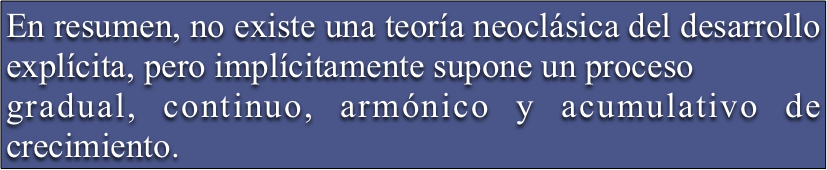 En resumen, no existe una teoría neoclásica del desarrollo
explícita, pero implícitamente supone un proceso
gradual, continuo, armónico y acumulativo de
crecimiento.